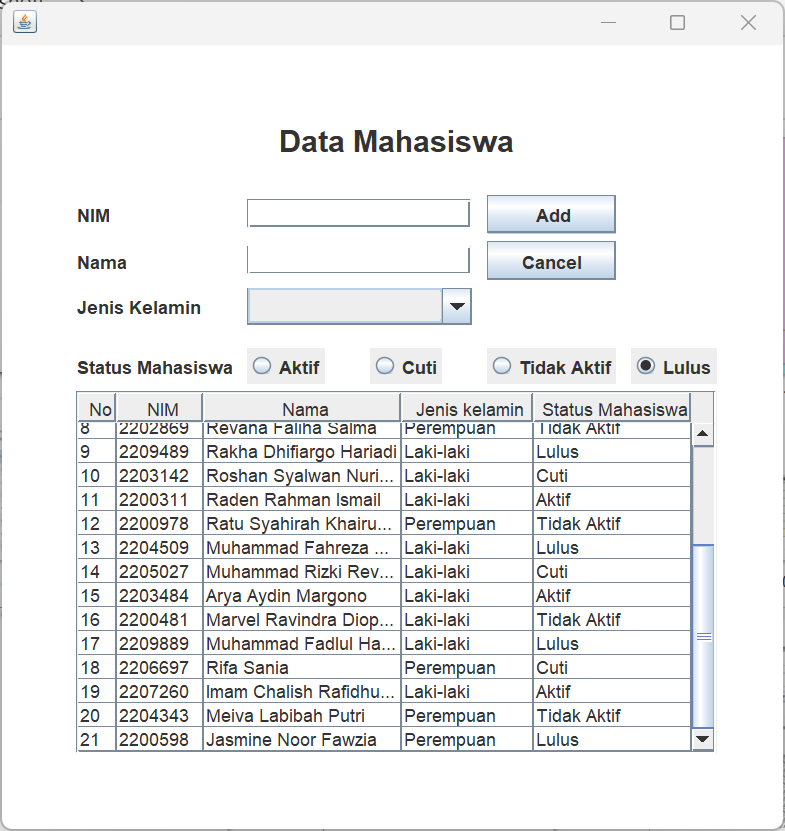 Data Mahasiswa
NIM Add
Nama Cancel
Jenis Kelamin
Status Mahasiswa Aktif Cuti Tidak Aktif Lulus
No NIM Nama Jenis kelamin Status Mahasiswa
8 2202869 Revana Faliha Salma Perempuan Tidak Aktif
9 2209489 Rakha Dhifiargo Hariadi Laki-laki Lulus
10 2203142 Roshan Syalwan Nuri... Laki-laki Cuti
11 2200311 Raden Rahman Ismail Laki-laki Aktif
12 2200978 Ratu Syahirah Khairu... Perempuan Tidak Aktif
13 2204509 Muhammad Fahreza ... Laki-laki Lulus
14 2205027 Muhammad Rizki Rev... Laki-laki Cuti
15 2203484 Arya Aydin Margono Laki-laki Aktif
16 2200481 Marvel Ravindra Diop... Laki-laki Tidak Aktif
17 2209889 Muhammad Fadlul Ha... Laki-laki Lulus
18 2206697 Rifa Sania Perempuan Cuti
19 2207260 Imam Chalish Rafidhu... Laki-laki Aktif
20 2204343 Meiva Labibah Putri Perempuan Tidak Aktif
21 2200598 Jasmine Noor Fawzia Perempuan Lulus